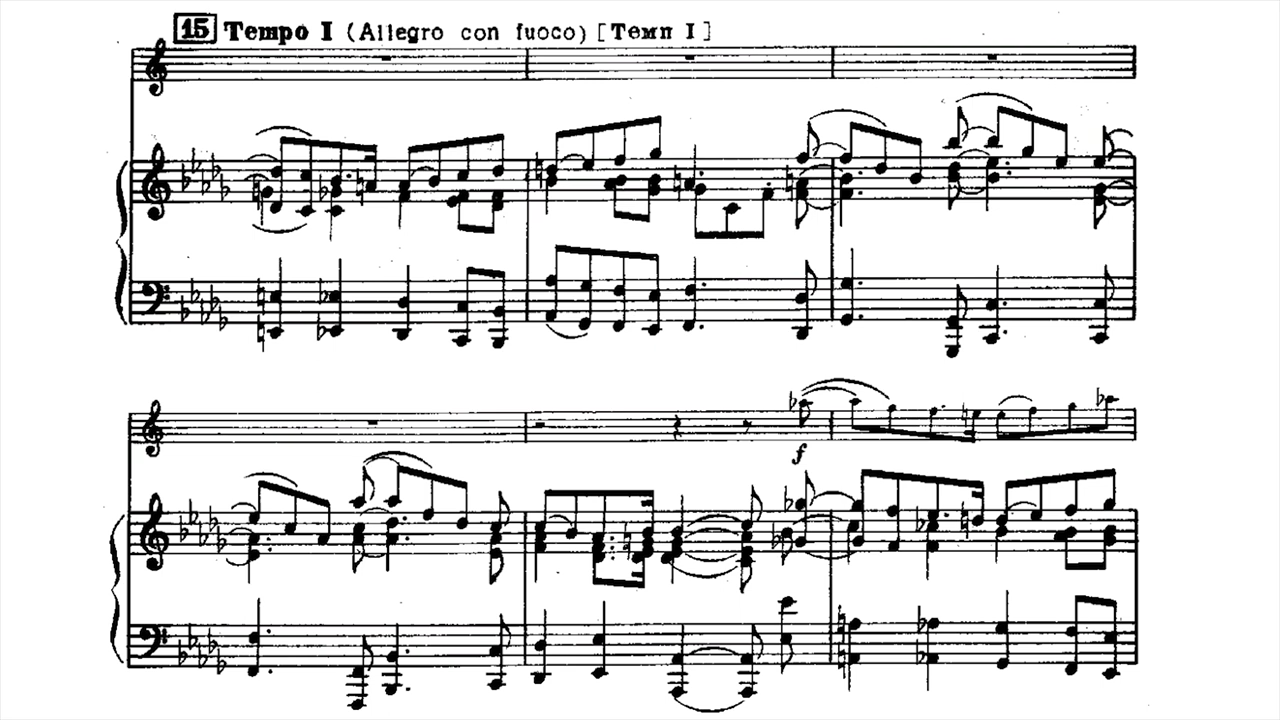 15 Tempo I (Allegro con fuoco) [Темп I]
f